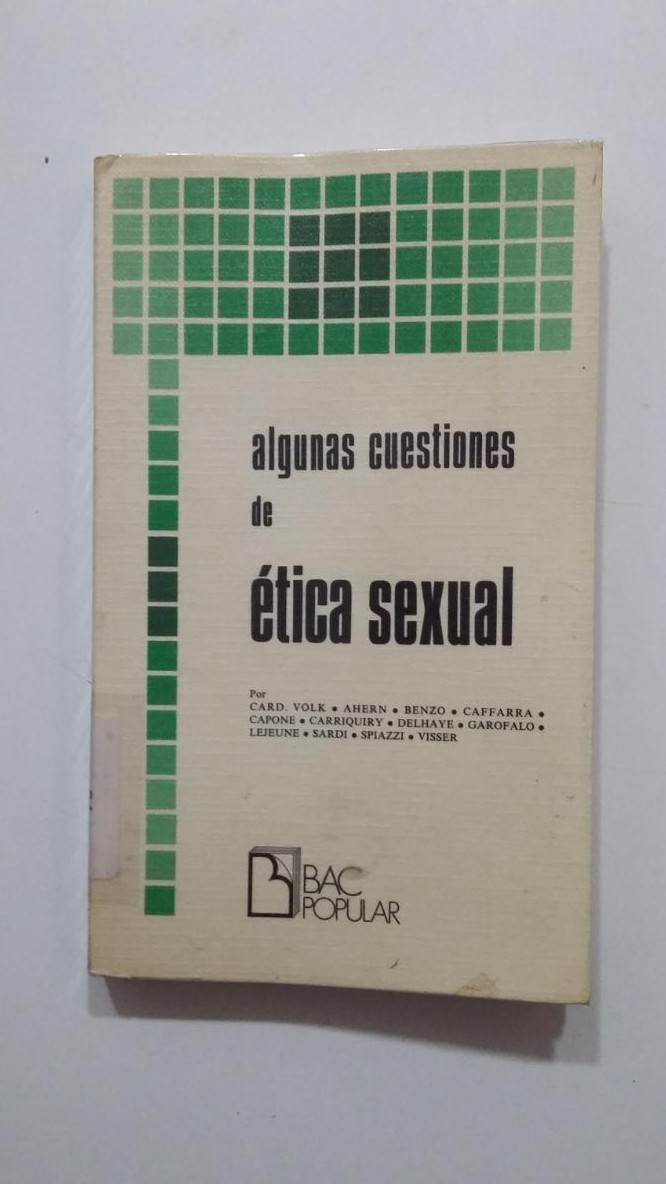 algunas cuestiones
de
ética sexual
Por
CARD. VOLK • AHERN • BENZO • CAFFARRA •
CAPONE • CARRIQUIRY • DELHAYE • GAROFALO •
LEJEUNE • SARDI • SPIAZZI • VISSER
BAC
POPULAR